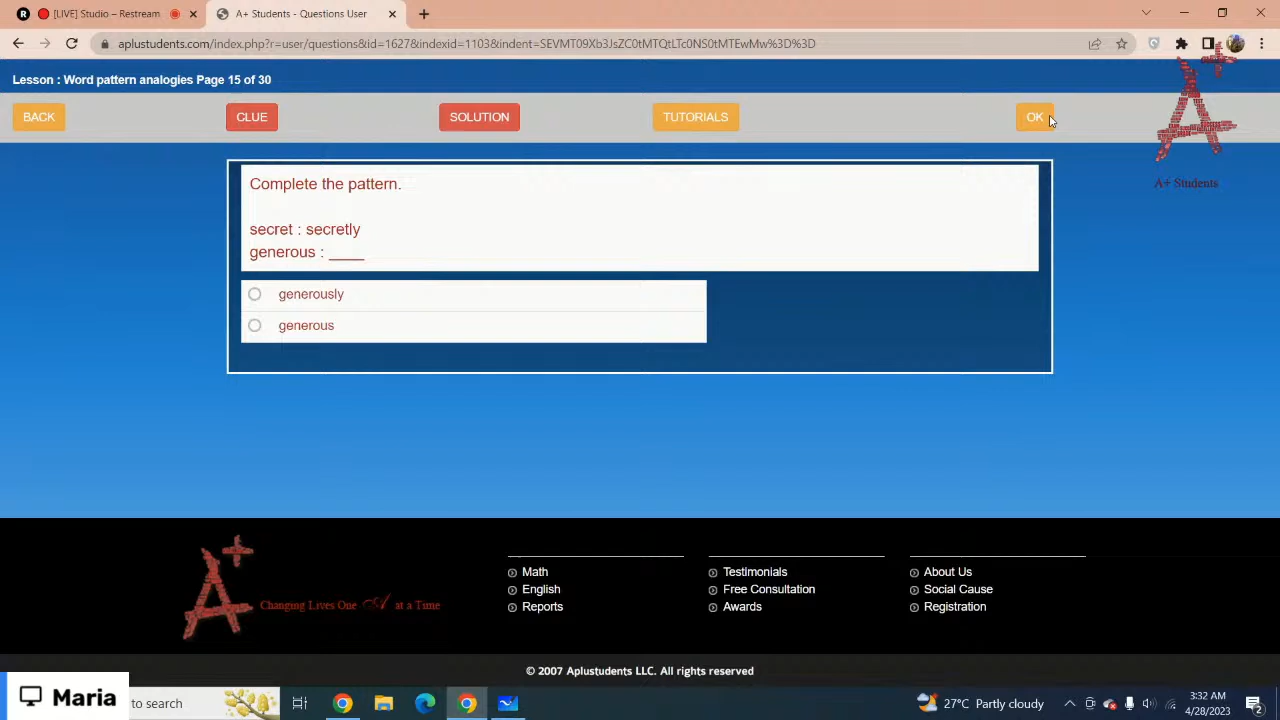 [LIVE] Studio – Restream
A+ Students - Questions User
aplustudents.com/index.php?r=user/questions&id=1627&indexid=1103&indent=SEVMT09Xb3JsZC0tMTQtLTc0NS0tMTEwMw%3D%3D
Lesson : Word pattern analogies Page 15 of 30
BACK
CLUE
SOLUTION
TUTORIALS
OK
A+ Students
Complete the pattern.
secret : secretly
generous : ____
generously
generous
Changing Lives One A at a Time
Math
English
Reports
Testimonials
Free Consultation
Awards
About Us
Social Cause
Registration
© 2007 Aplustudents LLC. All rights reserved
Maria
to search
27°C Partly cloudy
3:32 AM
4/28/2023
2